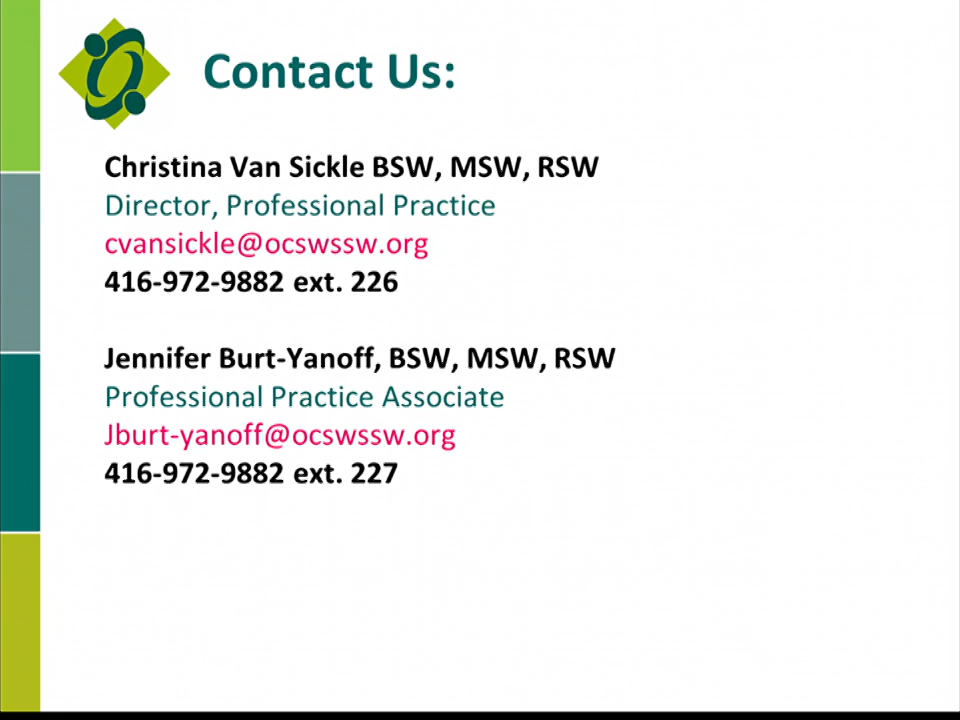 Contact Us:
Christina Van Sickle BSW, MSW, RSW
Director, Professional Practice
cvansickle@ocswssw.org
416-972-9882 ext. 226
Jennifer Burt-Yanoff, BSW, MSW, RSW
Professional Practice Associate
Jburt-yanoff@ocswssw.org
416-972-9882 ext. 227